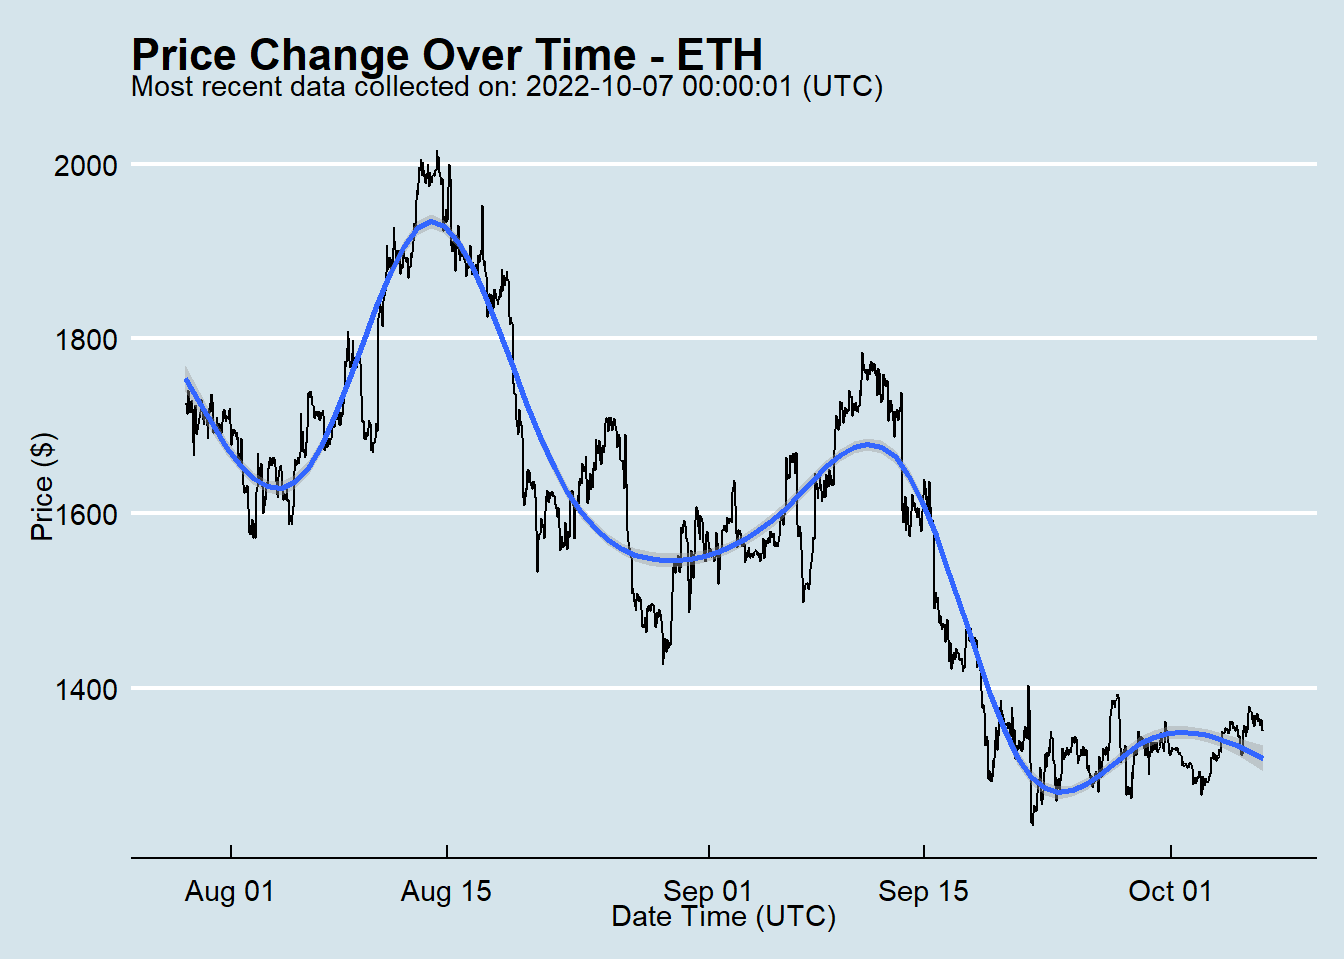 Price Change Over Time - ETH
Most recent data collected on: 2022-10-07 00:00:01 (UTC)
Price ($)
2000
1800
1600
1400
Aug 01
Aug 15
Sep 01
Sep 15
Oct 01
Date Time (UTC)